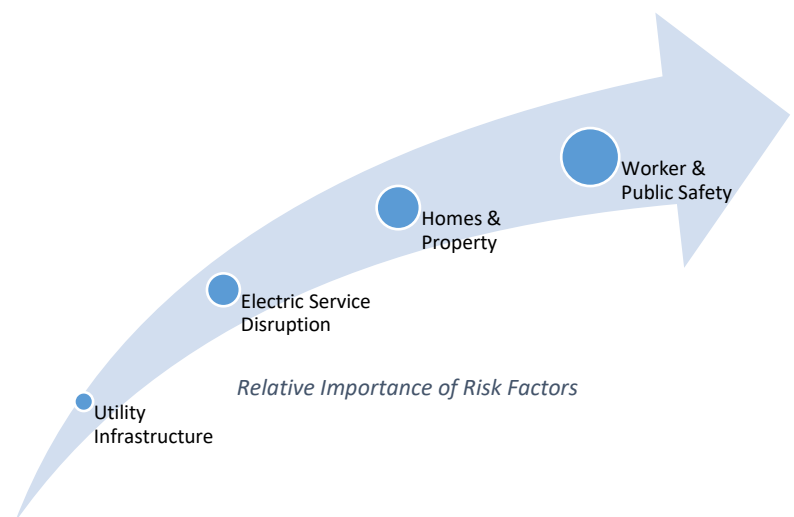 Worker &
Public Safety
Homes &
Property
Electric Service
Disruption
Relative Importance of Risk Factors
Utility
Infrastructure